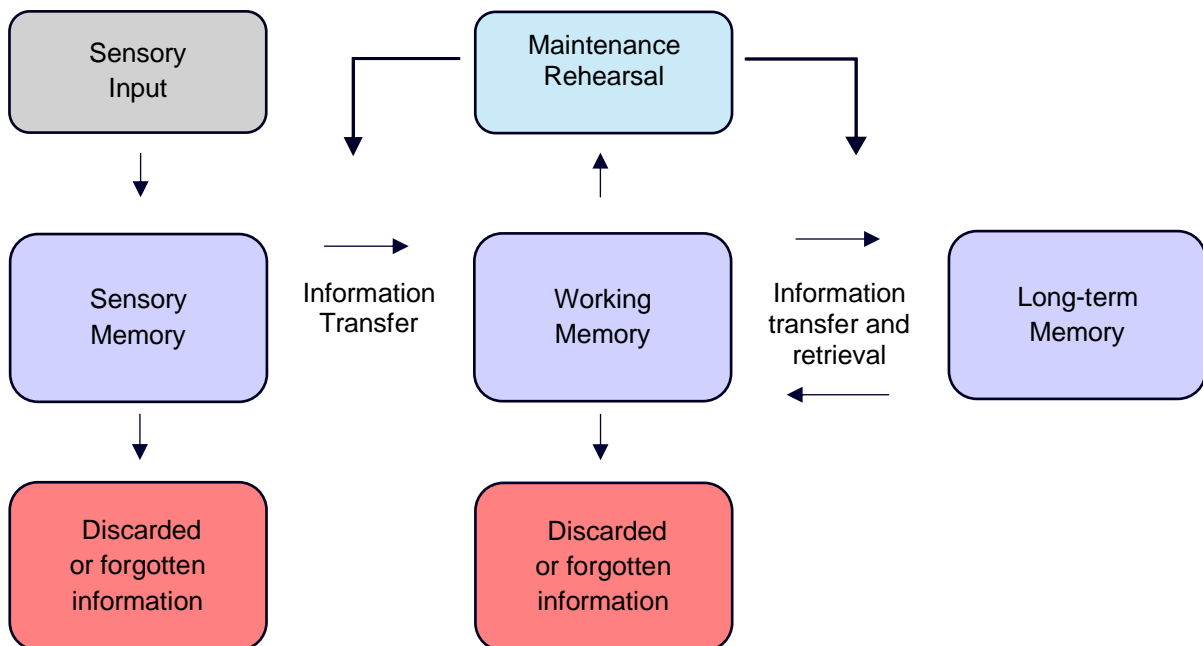 Sensory
Input
Maintenance
Rehearsal
Sensory
Memory
Information
Transfer
Working
Memory
Information
transfer and
retrieval
Long-term
Memory
Discarded
or forgotten
information
Discarded
or forgotten
information